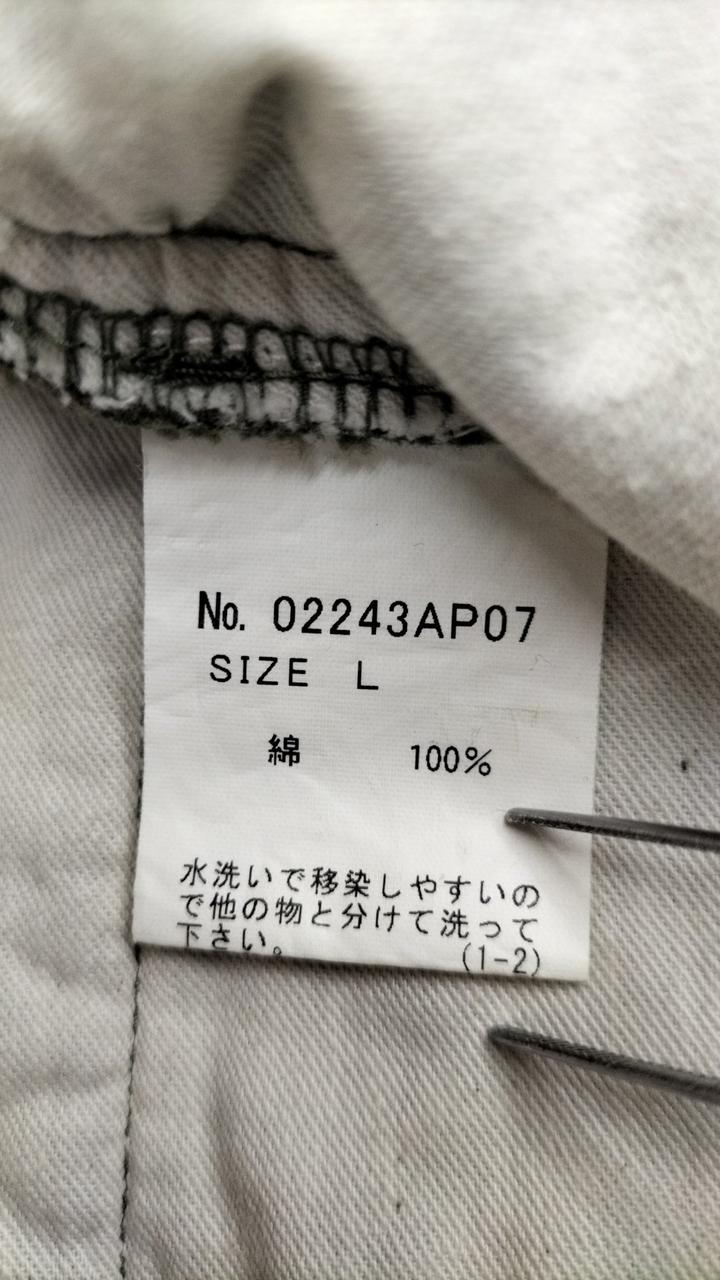 No. 02243AP07
SIZE L
綿 100%
水洗いで移染しやすいの
で他の物と分けて洗って
下さい。 (1-2)